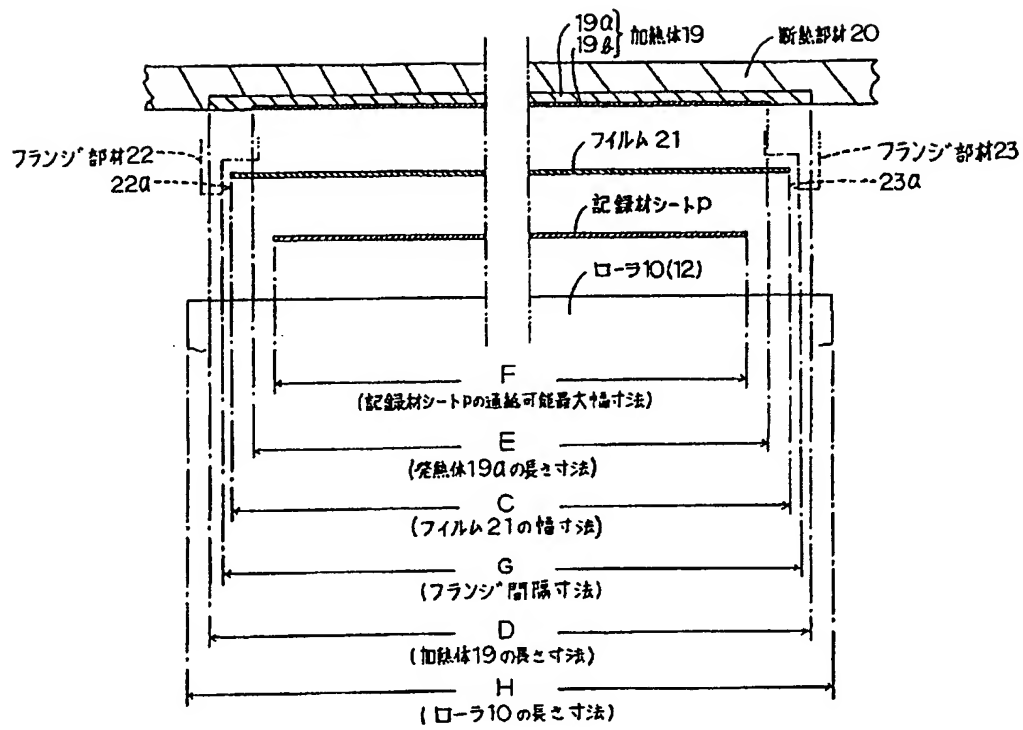 19a
19b
加熱体19
断熱部材20
フランジ部材22
22a
フィルム21
フランジ部材23
23a
記録材シートP
ローラ10(12)
F
(記録材シートPの通紙可能最大幅寸法)
E
(発熱体19aの長さ寸法)
C
(フィルム21の幅寸法)
G
(フランジ間隔寸法)
D
(加熱体19の長さ寸法)
H
(ローラ10の長さ寸法)